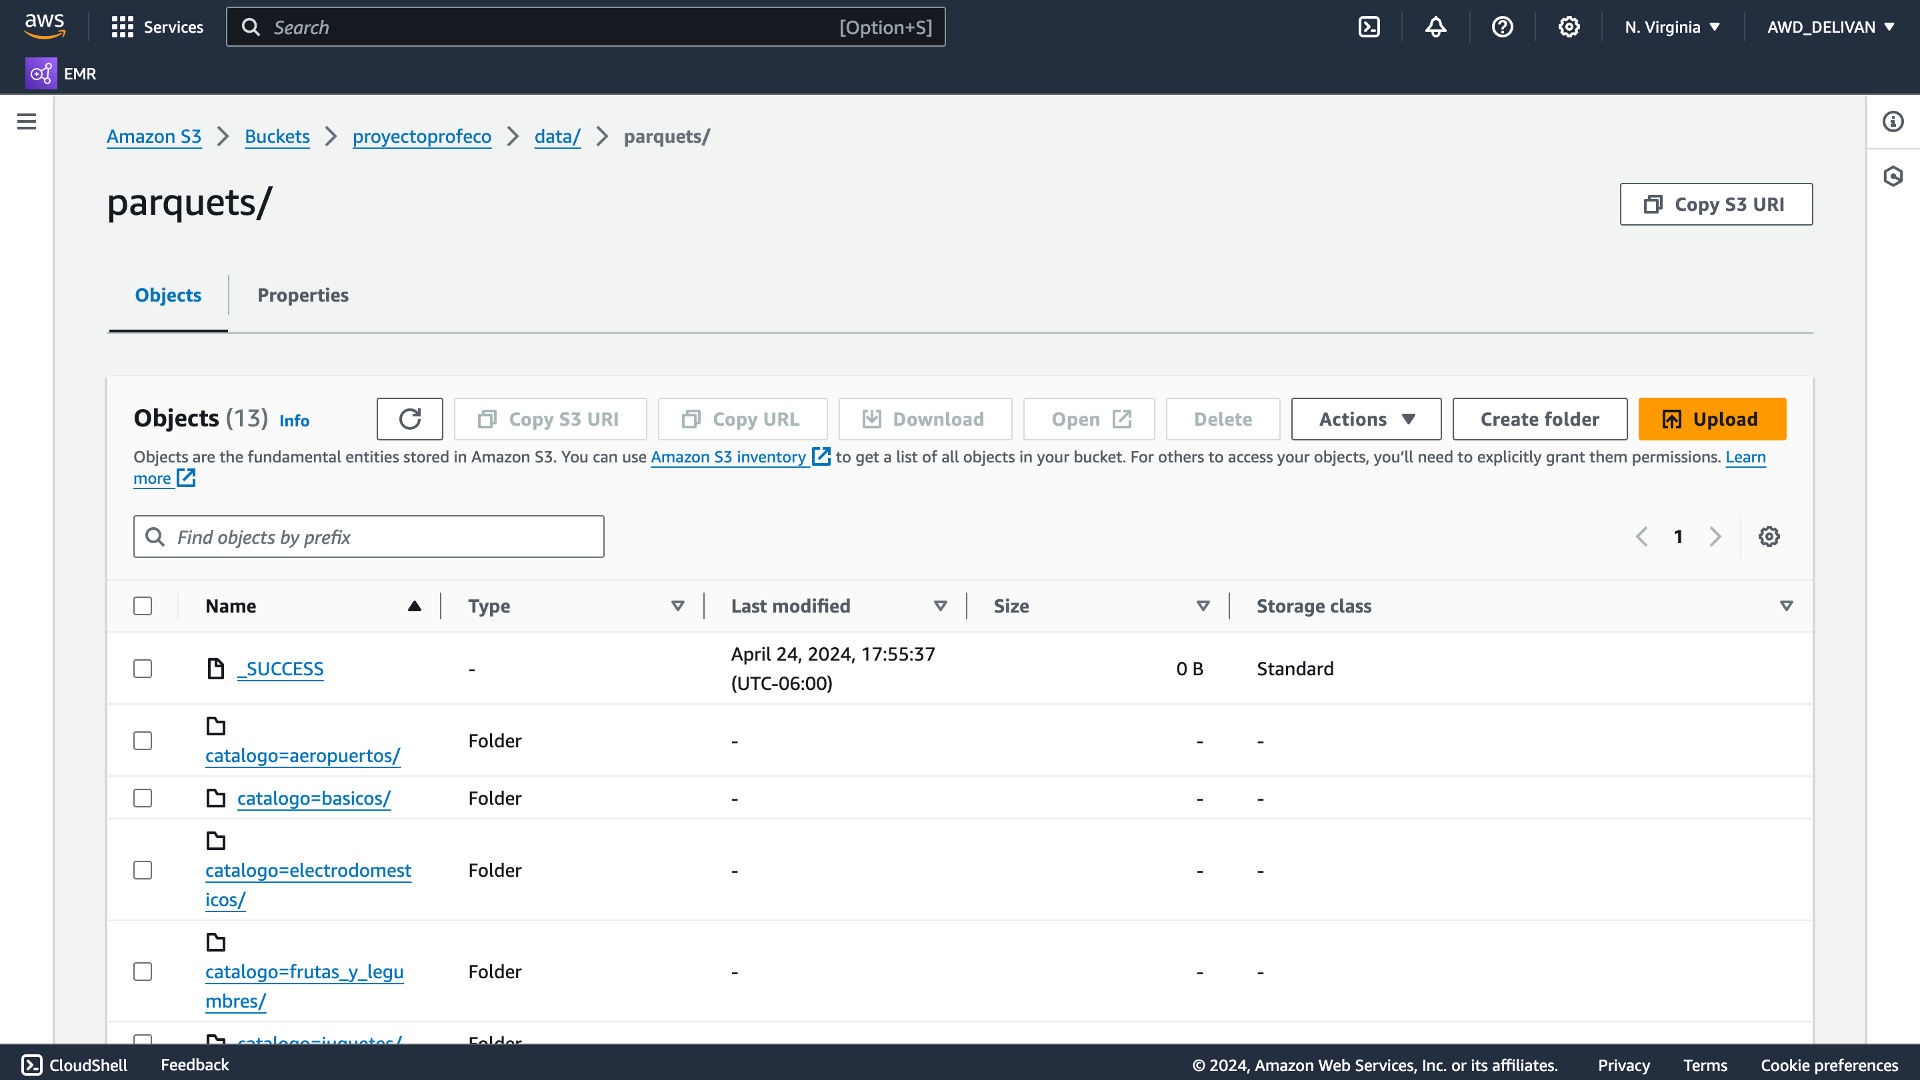 aws
Services
Search
[Option+S]
N. Virginia
AWD_DELIVAN
EMR
Amazon S3
Buckets
proyectoprofeco
data/
parquets/
parquets/
Copy S3 URI
Objects
Properties
Objects (13) Info
Copy S3 URI
Copy URL
Download
Open
Delete
Actions
Create folder
Upload
Objects are the fundamental entities stored in Amazon S3. You can use Amazon S3 inventory to get a list of all objects in your bucket. For others to access your objects, you'll need to explicitly grant them permissions. Learn
more
Find objects by prefix
1
Name
Type
Last modified
Size
Storage class
_SUCCESS
-
April 24, 2024, 17:55:37
(UTC-06:00)
0 B
Standard
catalogo=aeropuertos/
Folder
-
-
-
catalogo=basicos/
Folder
-
-
-
catalogo=electrodomest
icos/
Folder
-
-
-
catalogo=frutas_y_legu
mbres/
Folder
-
-
-
catalogo=juguetes/
Folder
CloudShell
Feedback
© 2024, Amazon Web Services, Inc. or its affiliates.
Privacy
Terms
Cookie preferences